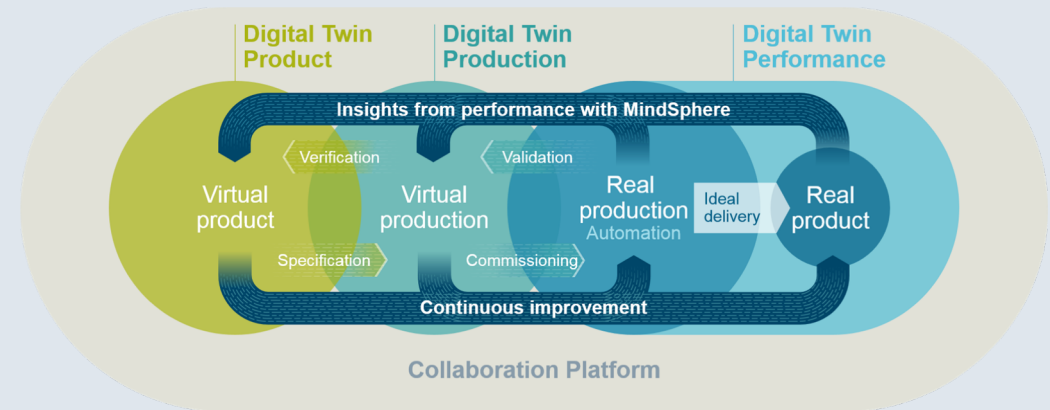 Digital Twin
Product
Digital Twin
Production
Digital Twin
Performance
Insights from performance with MindSphere
Verification
Validation
Virtual
product
Virtual
production
Real
production
Automation
Ideal
delivery
Real
product
Specification
Commissioning
Continuous improvement
Collaboration Platform